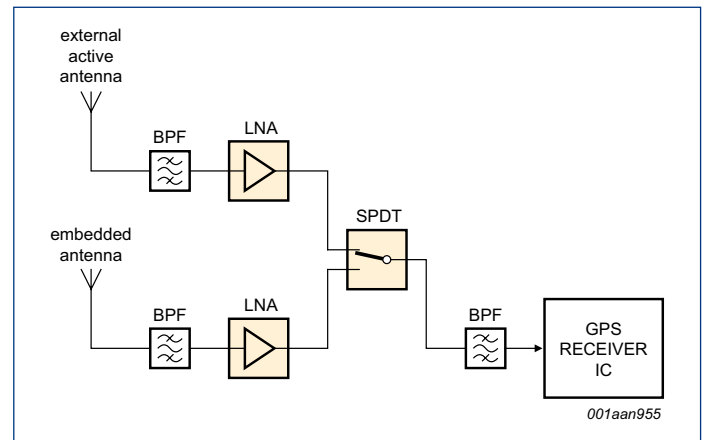 external
active
antenna
BPF
LNA
SPDT
embedded
antenna
BPF
LNA
BPF
GPS
RECEIVER
IC
001aan955